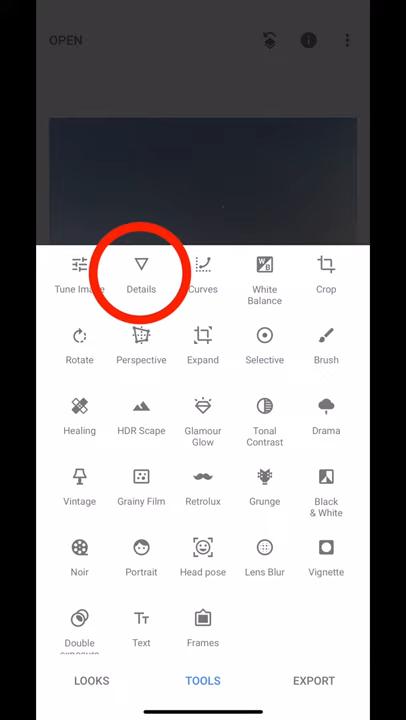 OPEN
Tune Image
Details
Curves
White
Balance
Crop
Rotate
Perspective
Expand
Selective
Brush
Healing
HDR Scape
Glamour
Glow
Tonal
Contrast
Drama
Vintage
Grainy Film
Retrolux
Grunge
Black
& White
Noir
Portrait
Head pose
Lens Blur
Vignette
Double
exposure
Text
Frames
LOOKS
TOOLS
EXPORT